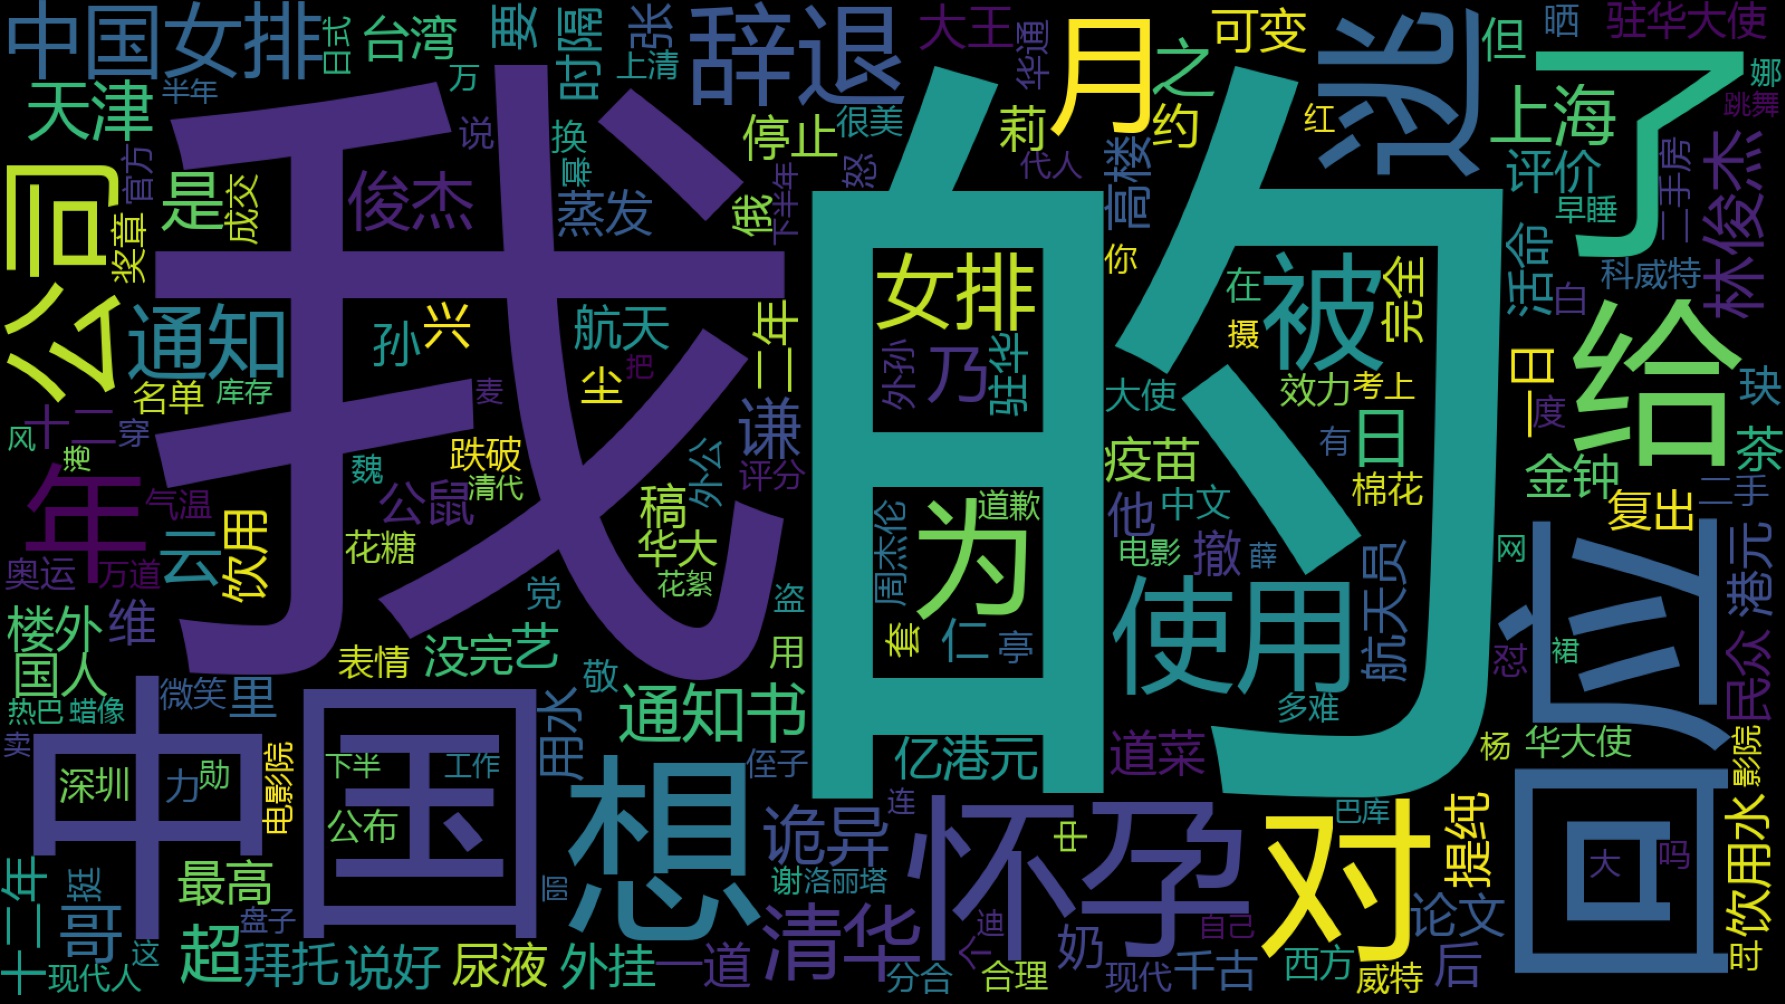 中国女排
日式
台湾
要
时隔
张
上清
辞退
大王
华通
月
之
可变
逃
但
晒
驻华大使
了
娜
跳舞
天津
半年
万
换
幕
停止
很美
莉
约
红
上海
公司
官方
是
成交
奖章
我
说
俊杰
蒸发
俄
下半年
怒
代人
高楼
你
的
评价
早睡
二手房
林俊杰
活命
科威特
白
通知
孙
兴
航天
二年
女排
在
被
完全
给
名单
库存
尘
把
外孙
乃
驻华
摄
大使
效力
考上
一日
度
玦
十二
穿
麦
谦
日
有
茶
风
港
年
气温
魏
跌破
清代
外公
评分
疫苗
金钟
二手
公鼠
稿
周杰伦
为
道歉
他
中文
棉花
复出
奥运
万道
云
饮用
花糖
华大
花絮
电影
撤
薛
航天员
网
应
港元
楼外
维
党
盗
套
仁
亭
使用
怼
裙
民众
国人
表情
没完
艺
用
敬
多难
热巴
蜡像
微笑
里
用水
通知书
卖
中国
深圳
力
勋
电影院
下半
工作
公布
想
侄子
亿港元
道菜
杨
华大使
影院
诡异
连
怀孕
中
巴库
对
提纯
回
大
吗
饮用水
十二年
挺
最高
哥
盘子
圆
谢
洛丽塔
论文
这
超
拜托
说好
尿液
外挂
一道
清华
迪
仁
奶
自己
现代人
分合
合理
现代
千古
西方
威特
后
时